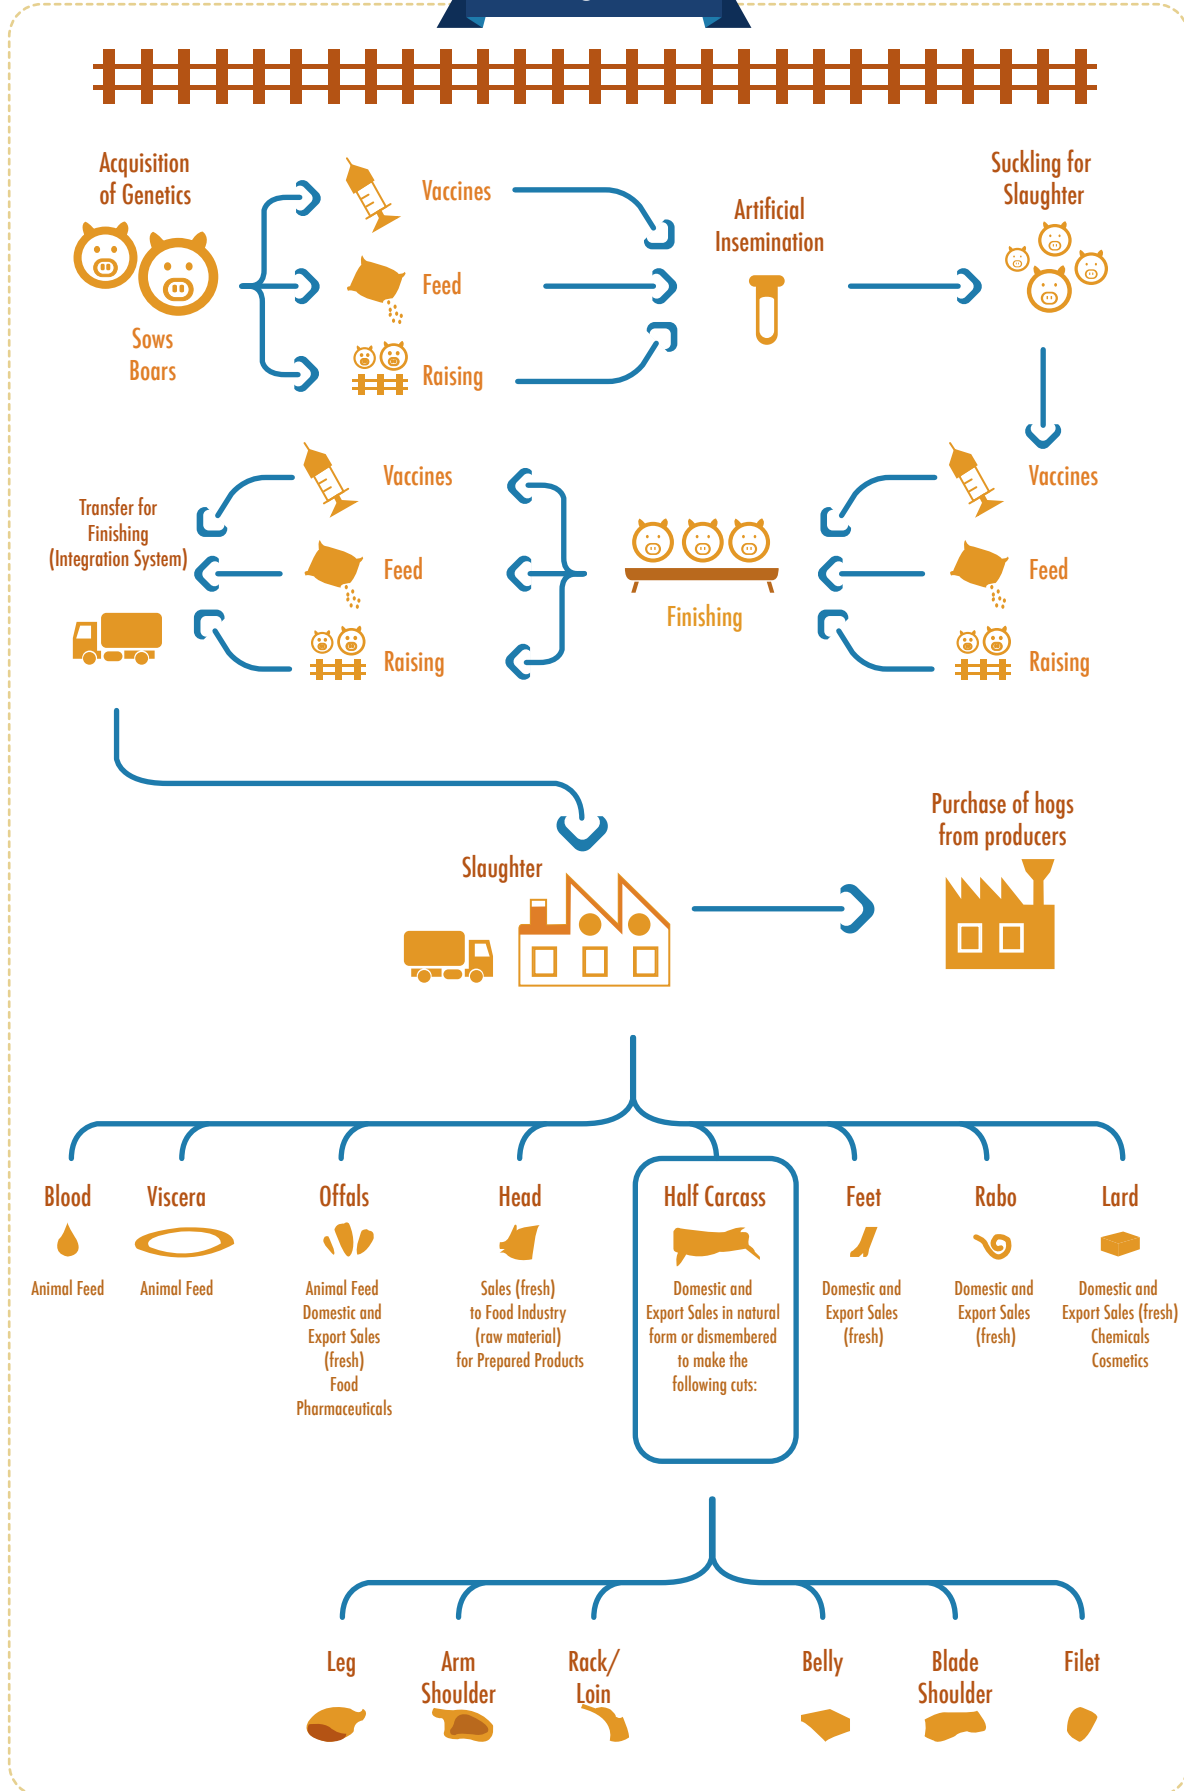 Acquisition
of Genetics
Sows
Boars
Vaccines
Feed
Raising
Artificial
Insemination
Suckling for
Slaughter
Vaccines
Feed
Raising
Finishing
Vaccines
Feed
Raising
Transfer for
Finishing
(Integration System)
Slaughter
Purchase of hogs
from producers
Blood
Animal Feed
Viscera
Animal Feed
Offals
Animal Feed
Domestic and
Export Sales
(fresh)
Food
Pharmaceuticals
Head
Sales (fresh)
to Food Industry
(raw material)
for Prepared Products
Half Carcass
Domestic and
Export Sales in natural
form or dismembered
to make the
following cuts:
Feet
Domestic and
Export Sales
(fresh)
Rabo
Domestic and
Export Sales
(fresh)
Lard
Domestic and
Export Sales (fresh)
Chemicals
Cosmetics
Leg
Arm
Shoulder
Rack/
Loin
Belly
Blade
Shoulder
Filet